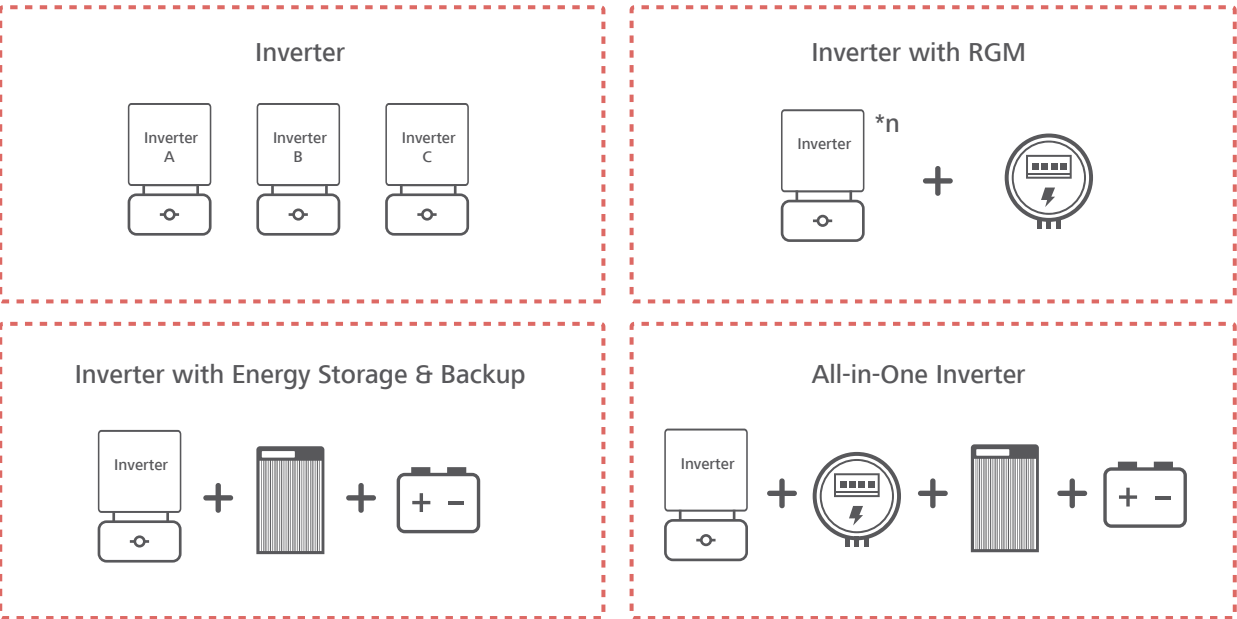 Inverter
Inverter
A
Inverter
B
Inverter
C
Inverter with RGM
Inverter
*n
Inverter with Energy Storage & Backup
Inverter
All-in-One Inverter
Inverter